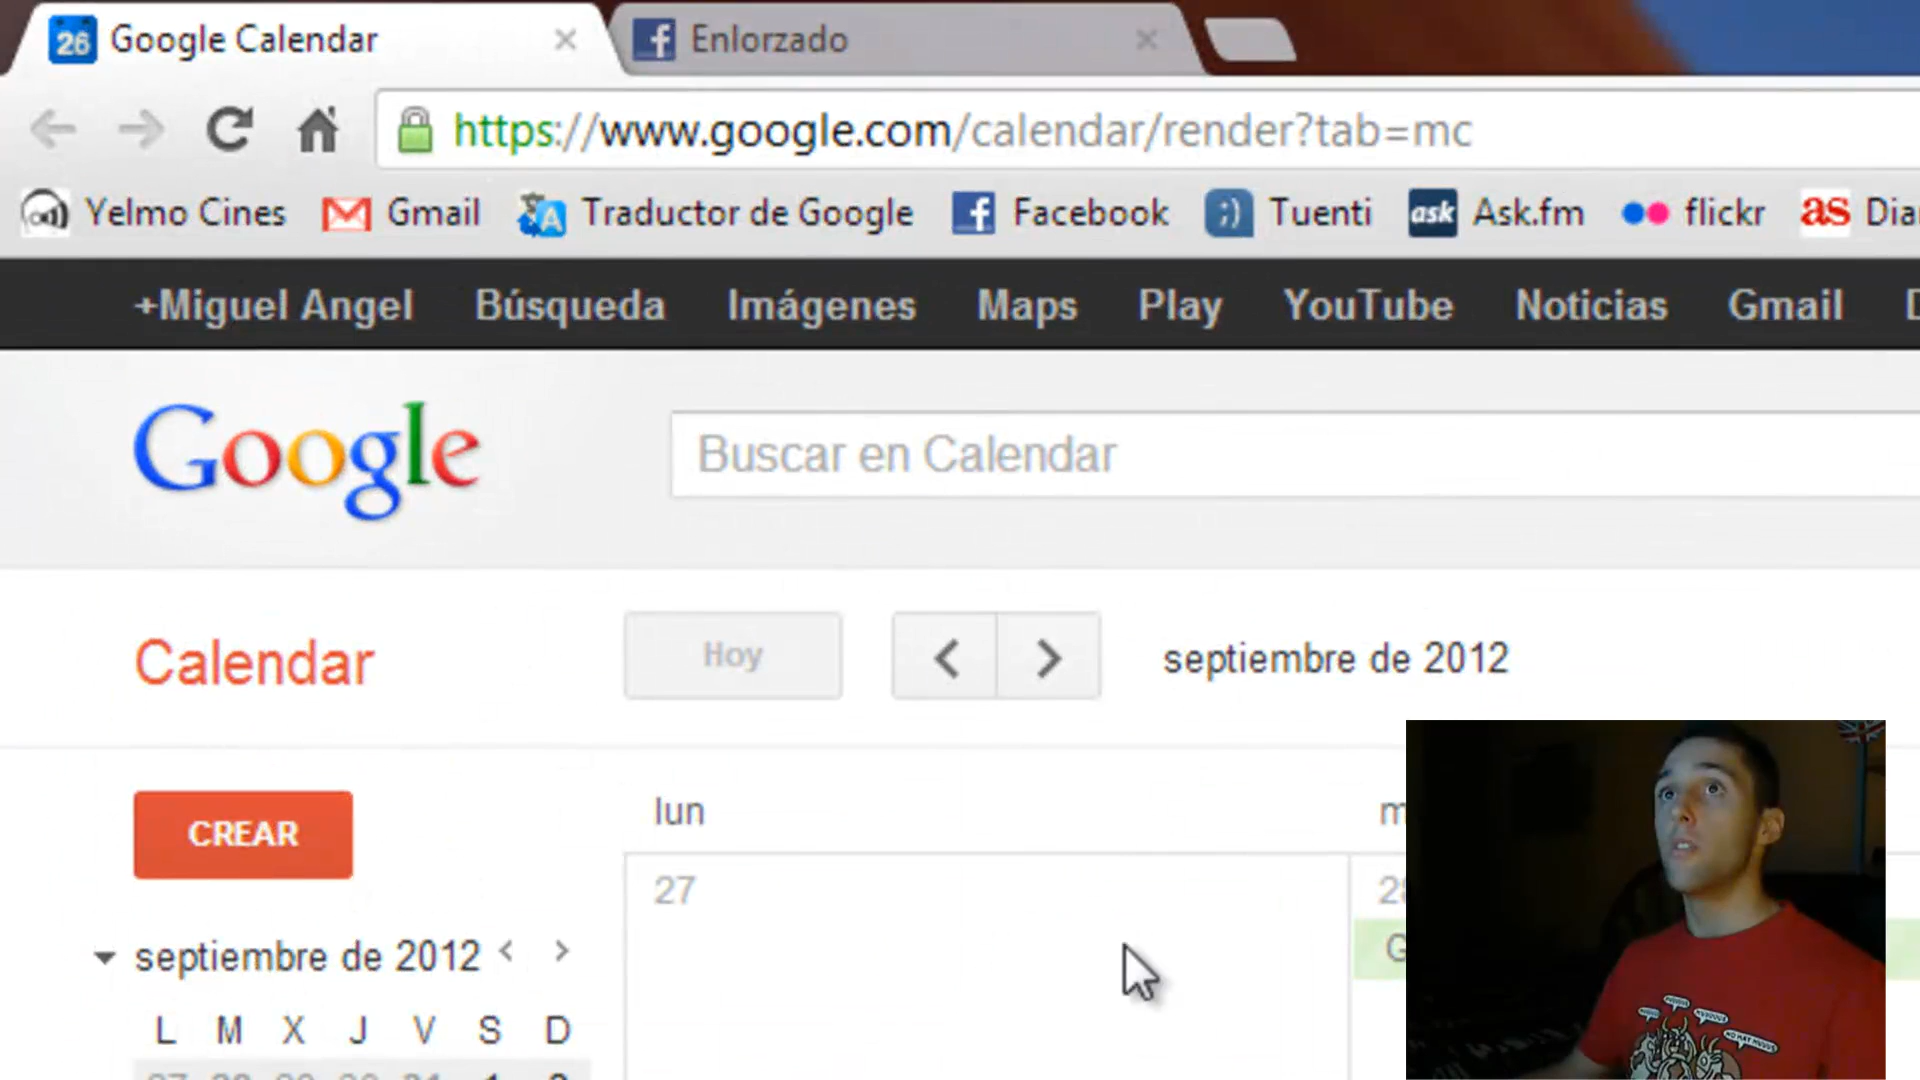 26 Google Calendar
Enlorzado
https://www.google.com/calendar/render?tab=mc
Yelmo Cines Gmail Traductor de Google Facebook ;) Tuenti ask Ask.fm flickr as
+Miguel Angel Búsqueda Imágenes Maps Play YouTube Noticias Gmail
Google
Buscar en Calendar
Calendar Hoy septiembre de 2012
CREAR
lun
27
septiembre de 2012
L M X J V S D